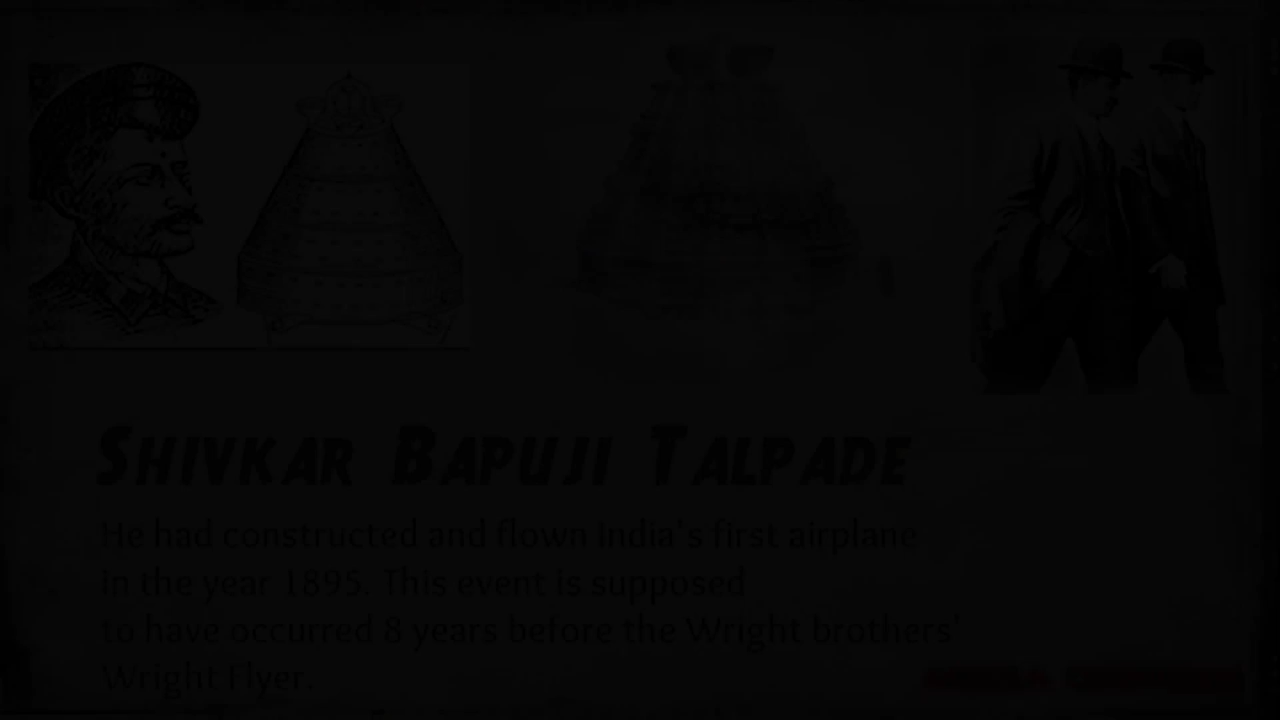 SHIVKAR BAPUJI TALPADE
He had constructed and flown India's first airplane
in the year 1895. This event is supposed
to have occurred 8 years before the Wright brothers'
Wright Flyer.